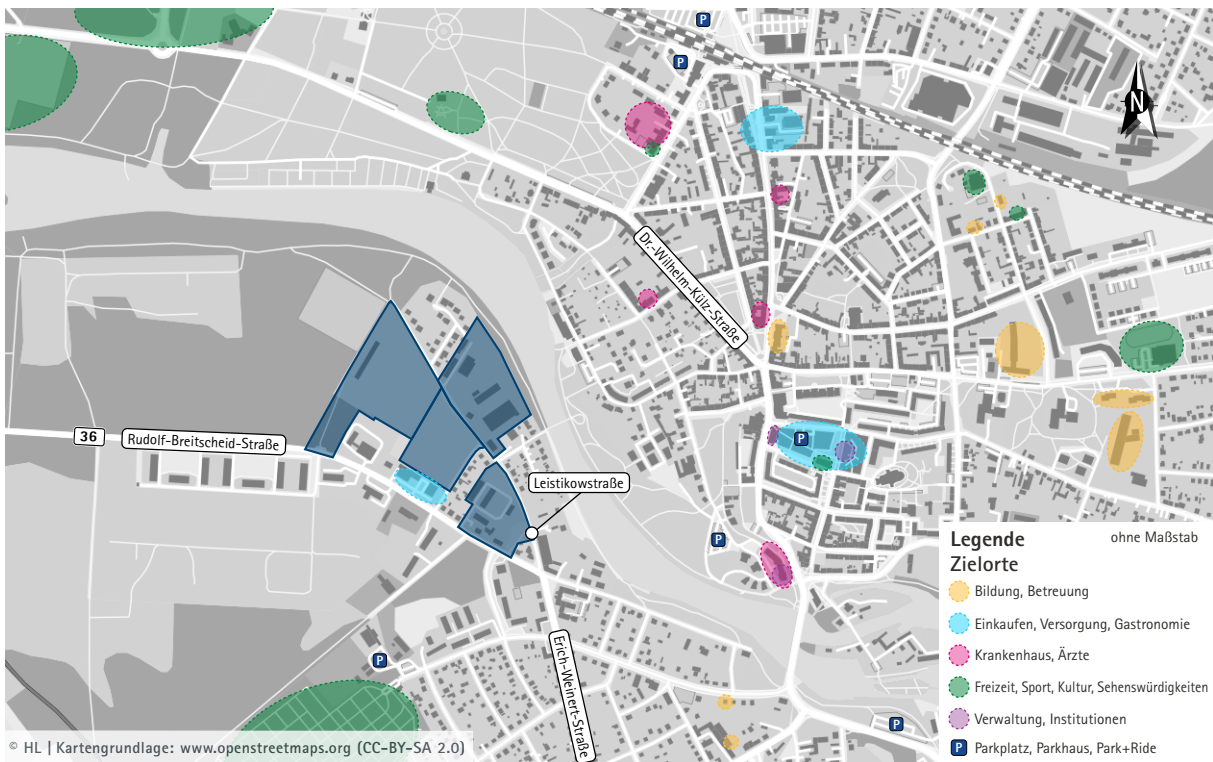 P
P
N
Dr.-Wilhelm-Külz-Straße
36
Rudolf-Breitscheid-Straße
P
Leistikowstraße
P
Erich-Weinert-Straße
P
P
Legende
ohne Maßstab
Zielorte
Bildung, Betreuung
Einkaufen, Versorgung, Gastronomie
Krankenhaus, Ärzte
Freizeit, Sport, Kultur, Sehenswürdigkeiten
Verwaltung, Institutionen
P Parkplatz, Parkhaus, Park+Ride
© HL | Kartengrundlage: www.openstreetmaps.org (CC-BY-SA 2.0)